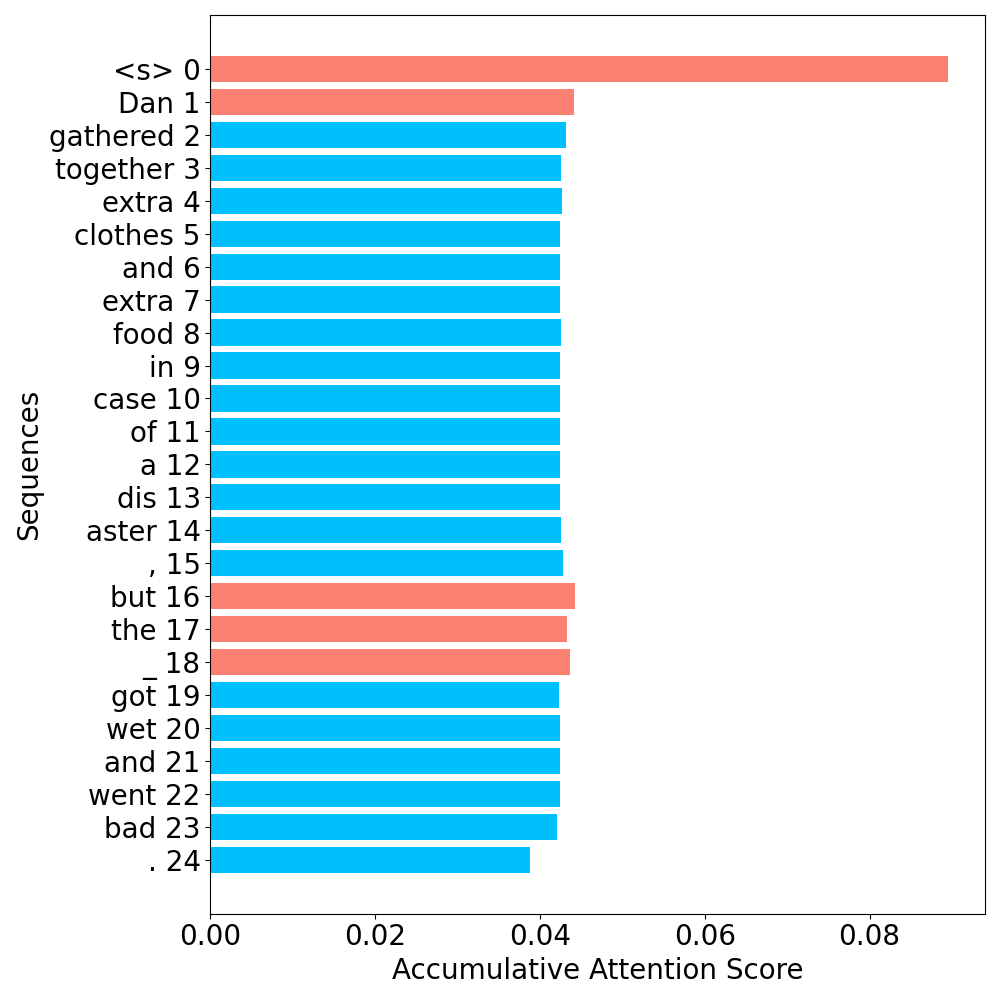 <s> 0
Dan 1
gathered 2
together 3
extra 4
clothes 5
and 6
extra 7
food 8
in 9
case 10
of 11
a 12
dis 13
aster 14
, 15
but 16
the 17
_ 18
got 19
wet 20
and 21
went 22
bad 23
. 24
Sequences
0.00 0.02 0.04 0.06 0.08
Accumulative Attention Score